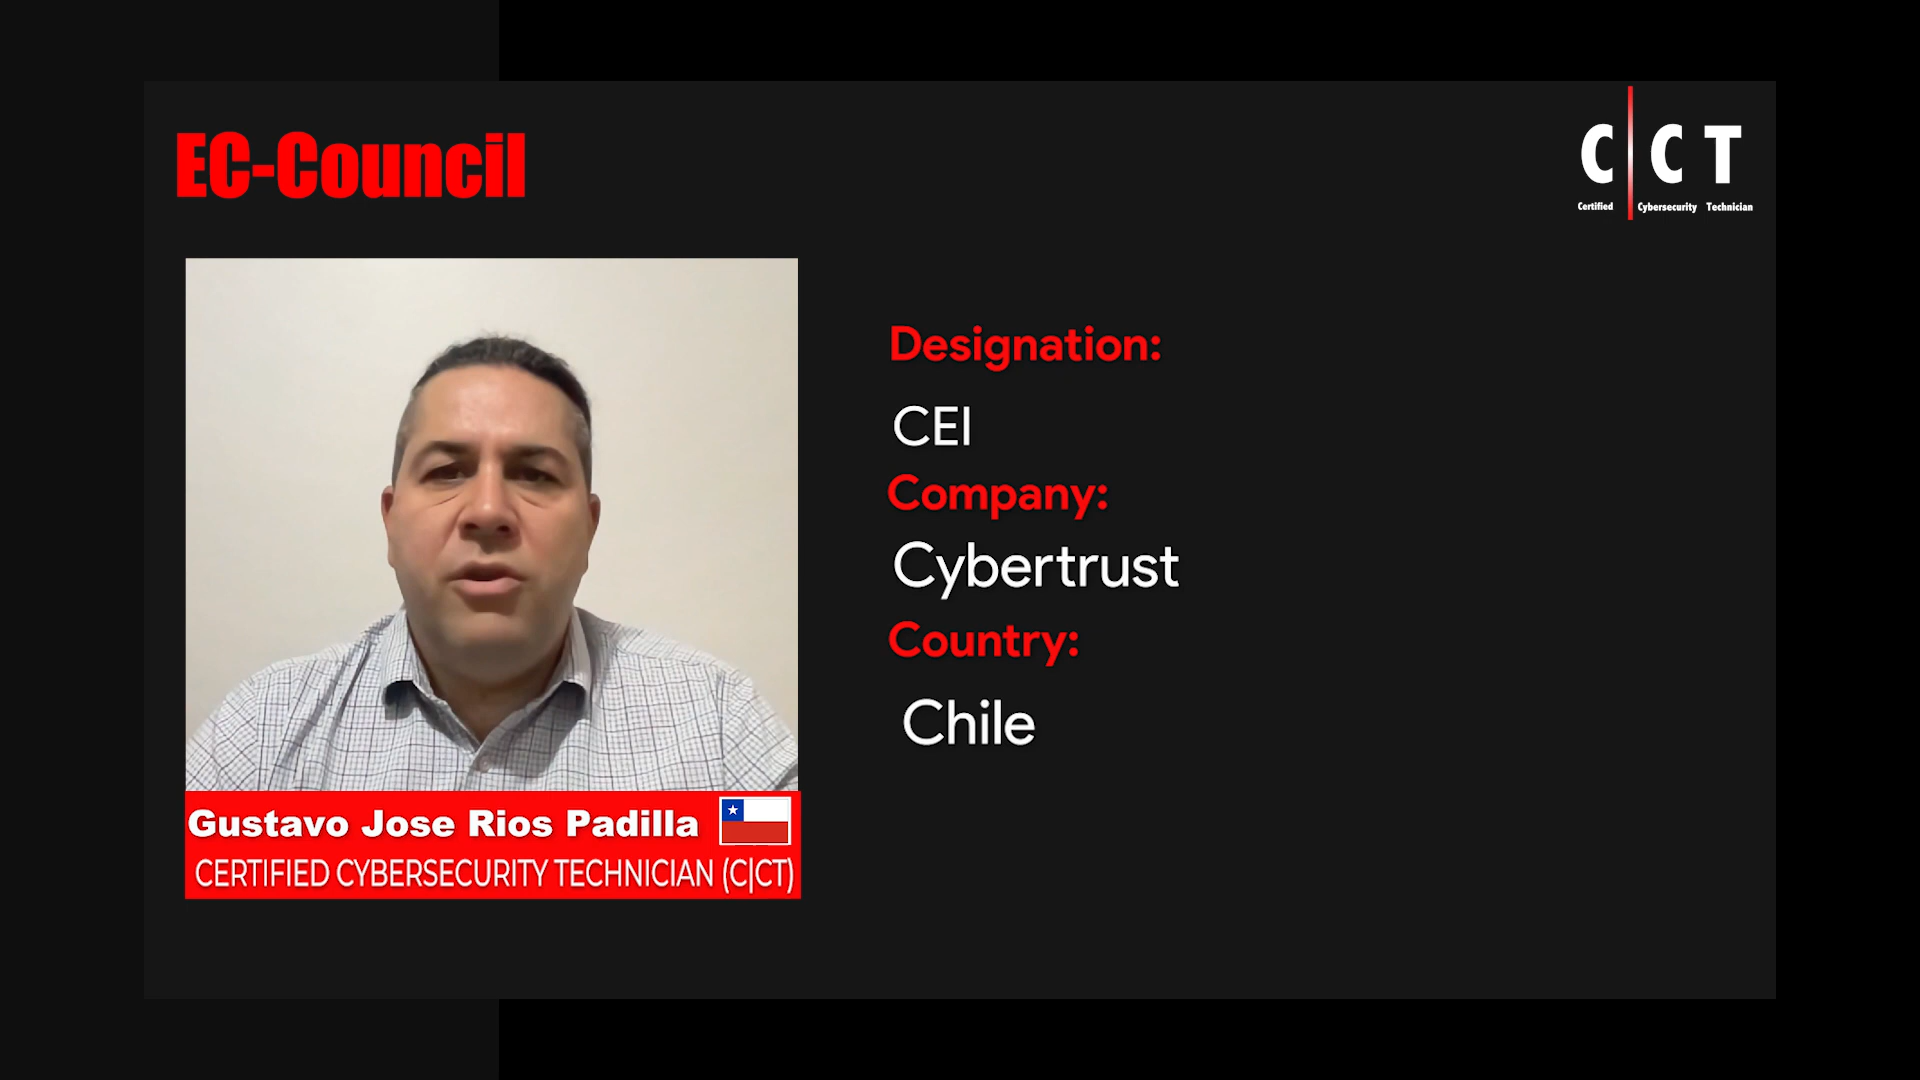 EC-Council
C|CT
Certified Cybersecurity Technician
Designation:
CEI
Company:
Cybertrust
Country:
Chile
Gustavo Jose Rios Padilla
CERTIFIED CYBERSECURITY TECHNICIAN (C|CT)